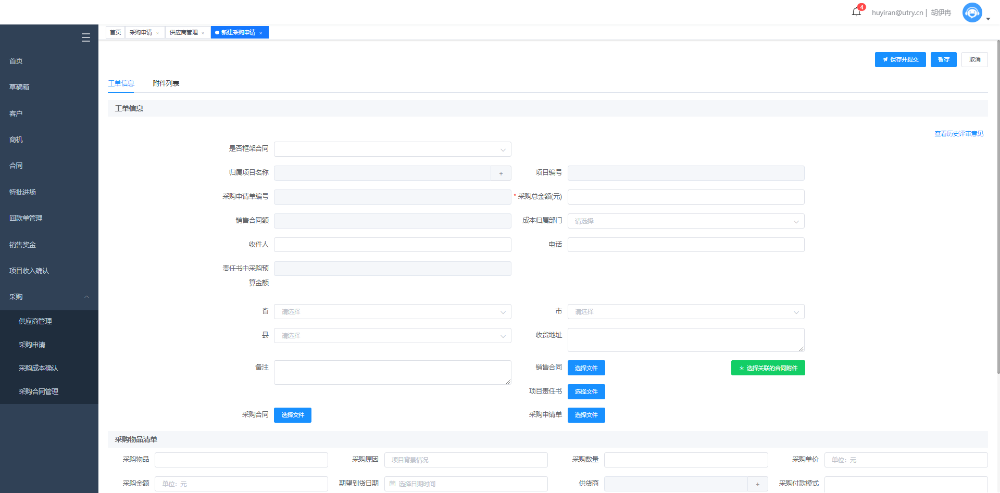 4
huyiran@utry.cn | 胡伊冉
首页
采购申请 ×
供应商管理 ×
新建采购申请 ×
首页
草稿箱
客户
商机
合同
特批进场
回款单管理
销售奖金
项目收入确认
采购
供应商管理
采购申请
采购成本确认
采购合同管理
保存并提交
暂存
取消
工单信息
附件列表
工单信息
查看历史评审意见
是否框架合同
归属项目名称 +
项目编号
采购申请单编号
* 采购总金额(元)
销售合同额
成本归属部门 请选择
收件人
电话
责任书中采购预
算金额
省 请选择
市 请选择
县 请选择
收货地址
备注
销售合同 选择文件 选择关联的合同附件
项目责任书 选择文件
采购合同 选择文件
采购申请单 选择文件
采购物品清单
采购物品
采购原因 项目背景情况
采购数量
采购单价 单位: 元
采购金额 单位: 元
期望到货日期 选择日期时间
供货商 +
采购付款模式